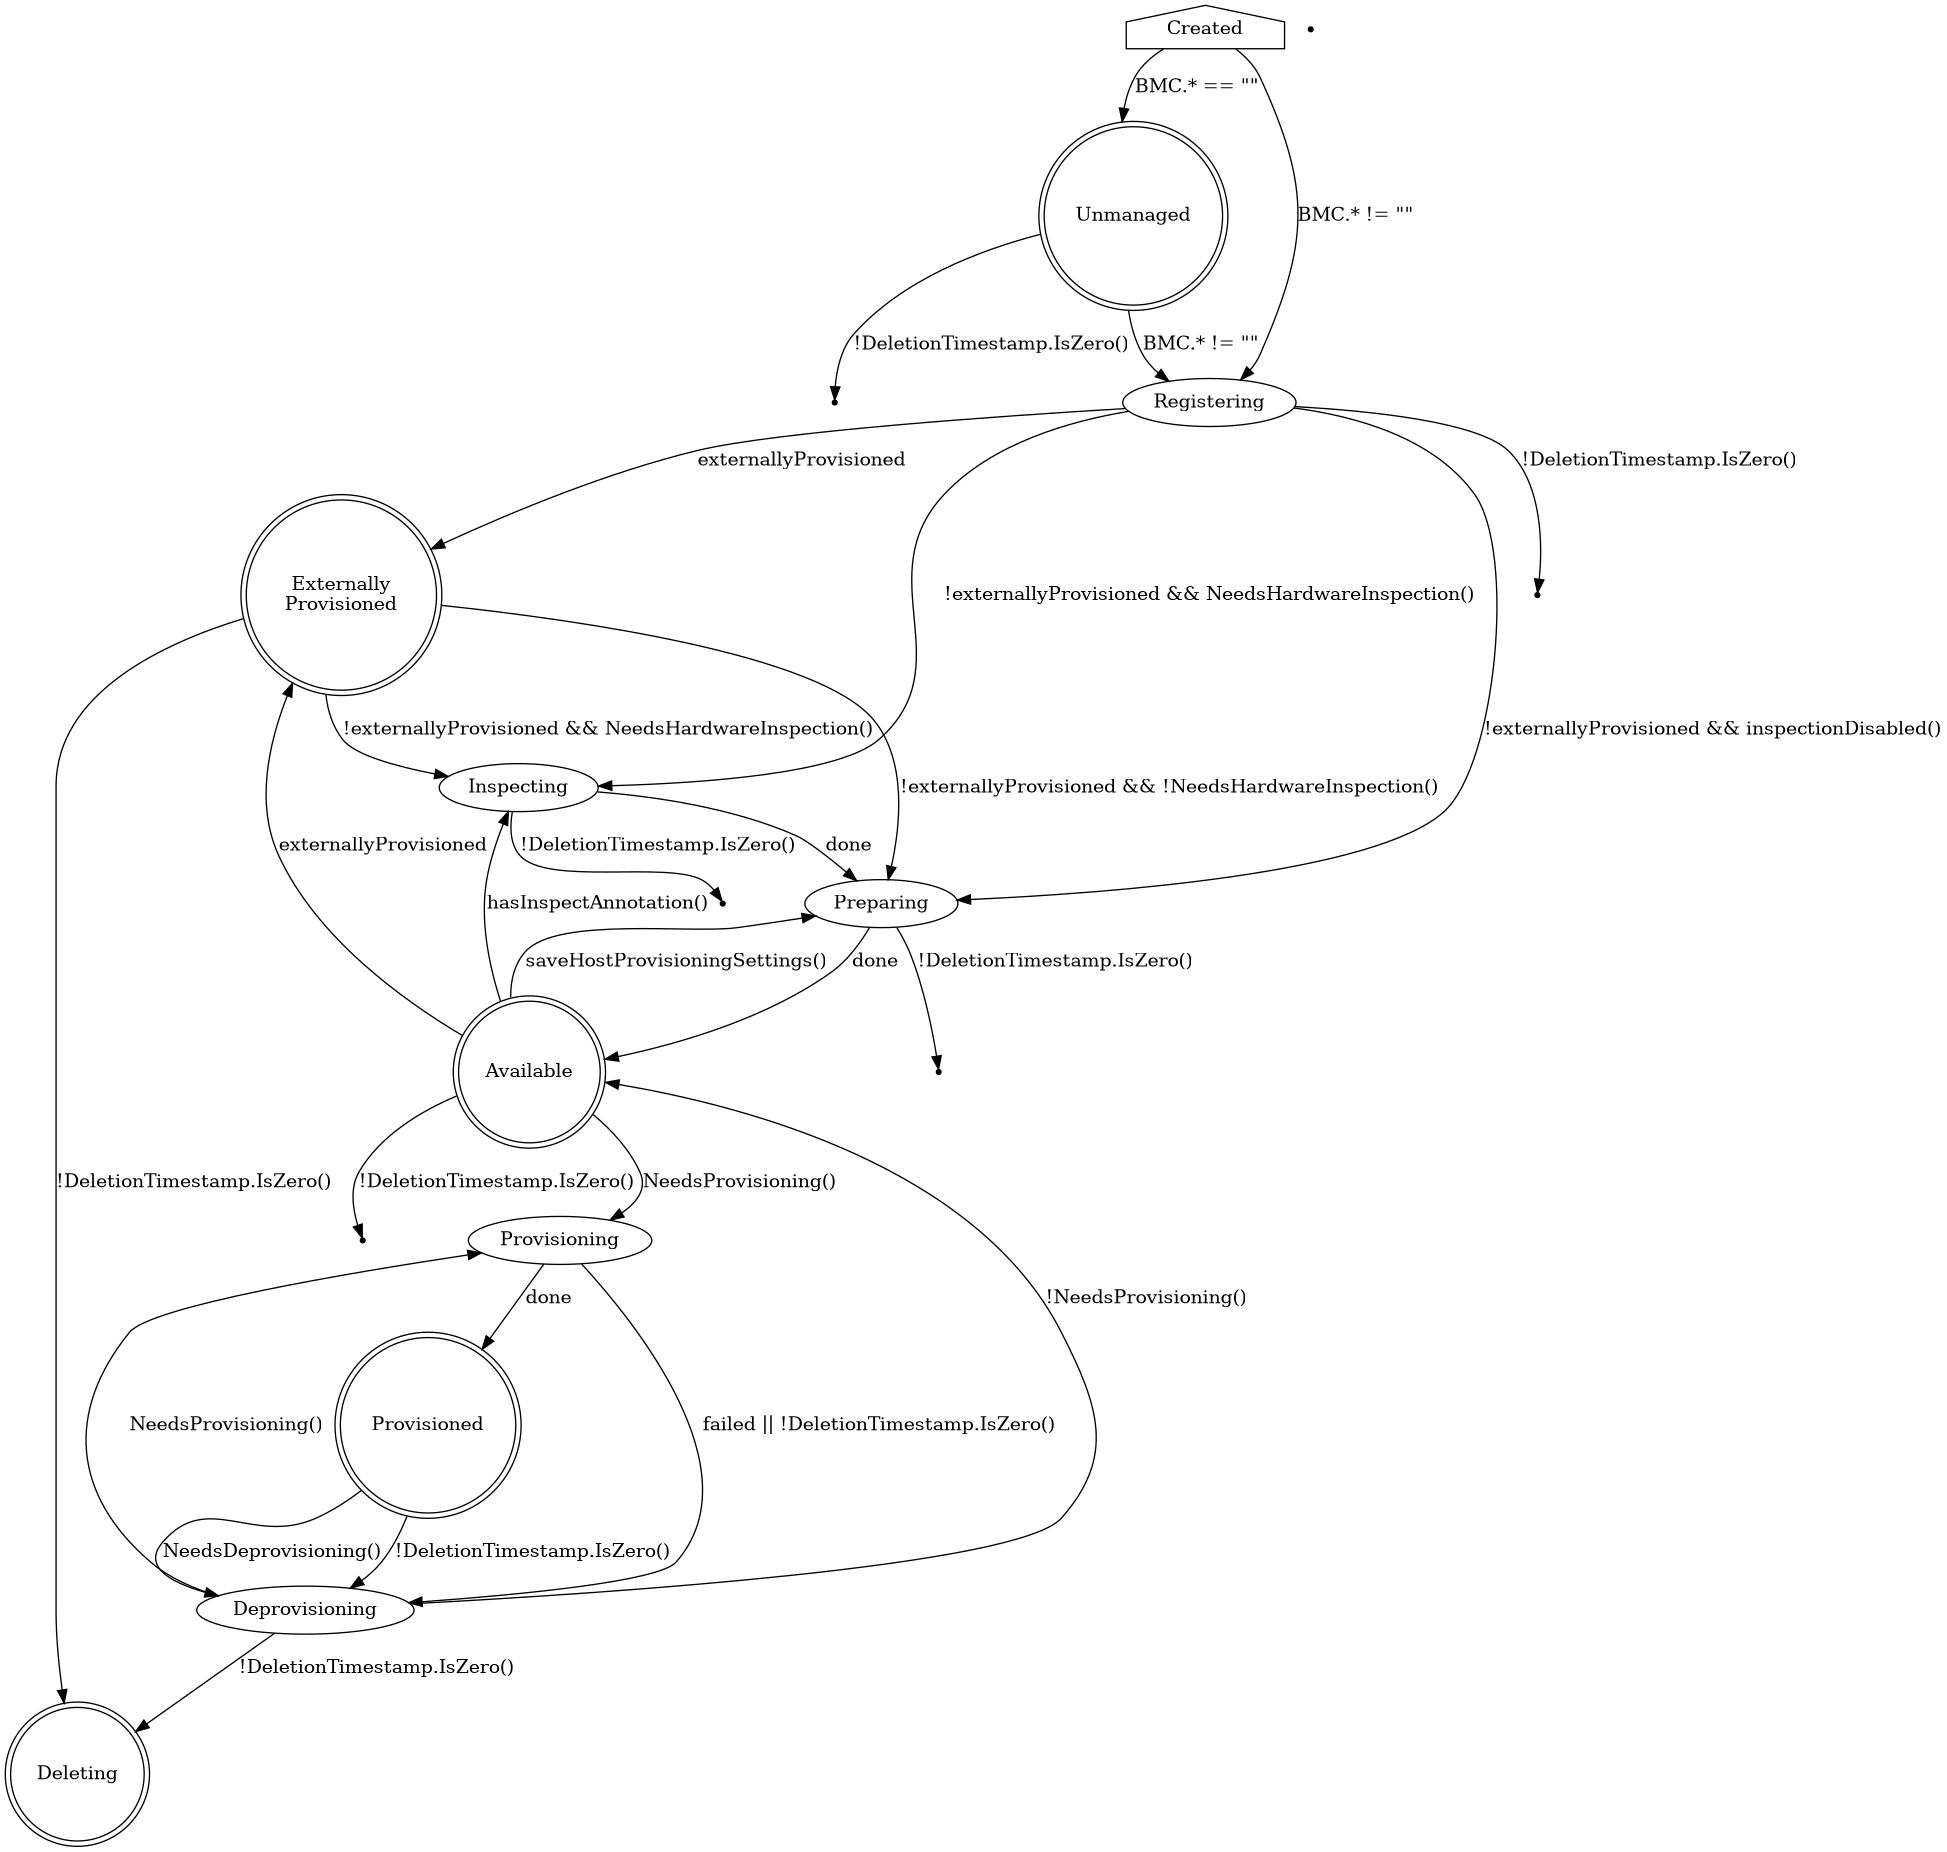 Created
BMC.* == ""
Unmanaged
BMC.* != ""
!DeletionTimestamp.IsZero()
BMC.* != ""
Registering
externallyProvisioned
!DeletionTimestamp.IsZero()
Externally
Provisioned
!externallyProvisioned && NeedsHardwareInspection()
!externallyProvisioned && NeedsHardwareInspection()
!externallyProvisioned && inspectionDisabled()
Inspecting
!externallyProvisioned && !NeedsHardwareInspection()
externallyProvisioned
!DeletionTimestamp.IsZero()
done
hasInspectAnnotation()
Preparing
saveHostProvisioningSettings()
done
!DeletionTimestamp.IsZero()
Available
!DeletionTimestamp.IsZero()
!DeletionTimestamp.IsZero()
NeedsProvisioning()
Provisioning
done
!NeedsProvisioning()
NeedsProvisioning()
Provisioned
failed || !DeletionTimestamp.IsZero()
NeedsDeprovisioning()
!DeletionTimestamp.IsZero()
Deprovisioning
!DeletionTimestamp.IsZero()
Deleting